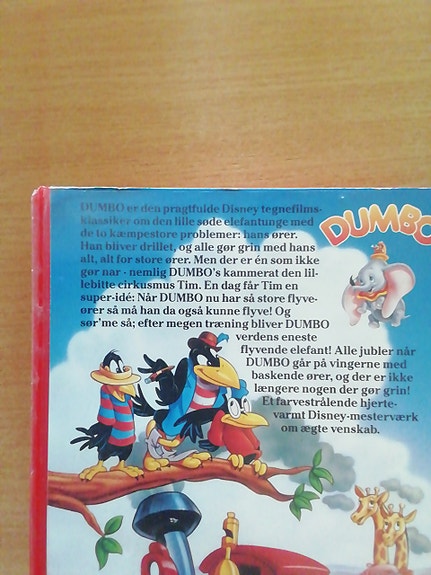 DUMBO er den pragtfulde Disney tegnefilms-
klassiker om den lille søde elefantunge med
de to kæmpestore problemer: hans ører.
Han bliver drillet, og alle gør grin med hans
alt, alt for store ører. Men der er én som ikke
gør nar - nemlig DUMBO's kammerat den lil-
lebitte cirkusmus Tim. En dag får Tim en
super-idé: Når DUMBO nu har så store flyve-
ører så må han da også kunne flyve! Og
sør'me så; efter megen træning bliver DUMBO
verdens eneste
flyvende elefant! Alle jubler når
DUMBO går på vingerne med
baskende ører, og der er ikke
længere nogen der gør grin!
Et farvestrålende hjerte-
varmt Disney-mesterværk
om ægte venskab.
DUMBO